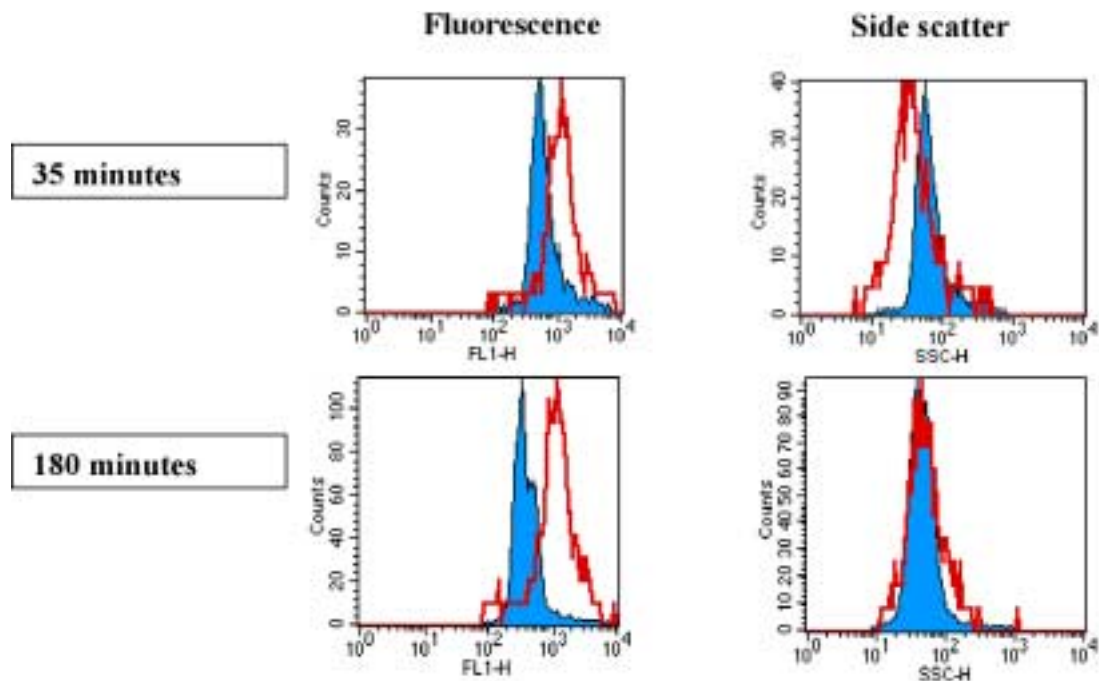 Fluorescence Side scatter
35 minutes
Counts
0 10 20 30
10^0 10^1 10^2 10^3 10^4
FL1-H
Counts
0 10 20 30 40
10^0 10^1 10^2 10^3 10^4
SSC-H
180 minutes
Counts
0 20 40 60 80 100
10^0 10^1 10^2 10^3 10^4
FL1-H
Counts
0 10 20 30 40 50 60 70 80 90
10^0 10^1 10^2 10^3 10^4
SSC-H